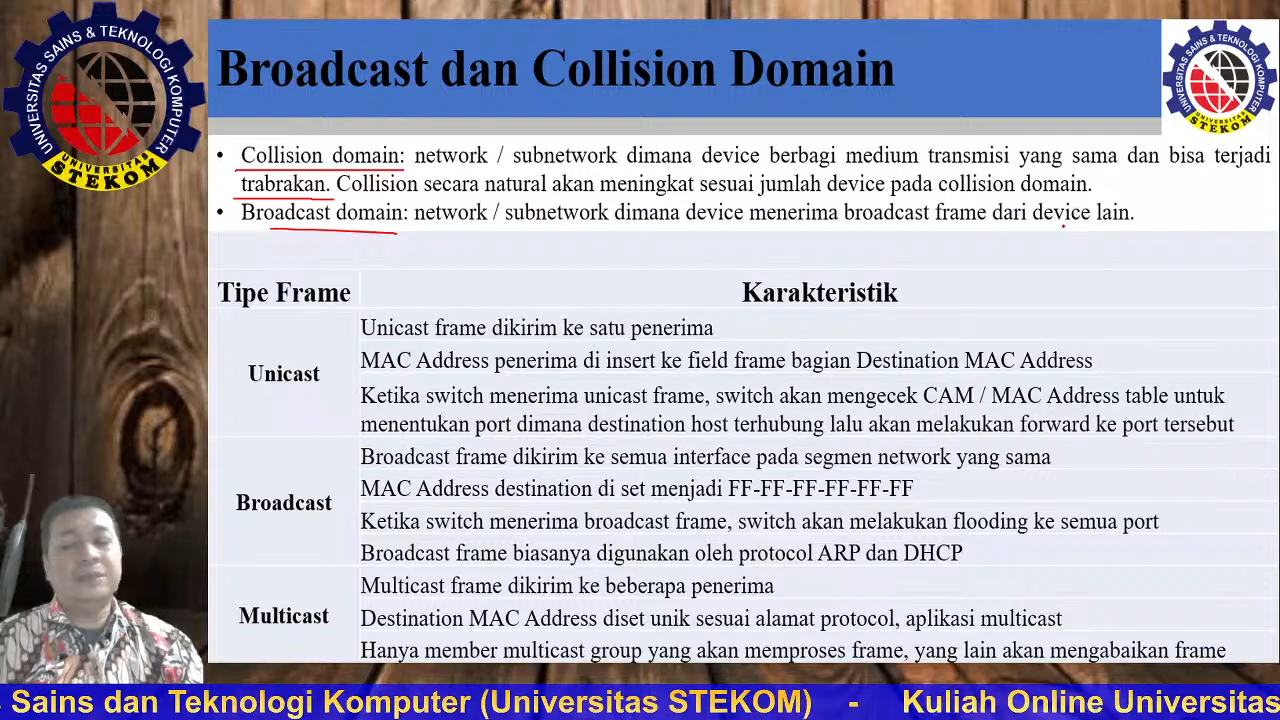 UNIVERSITAS SAINS & TEKNOLOGI KOMPUTER
UNIVERSITAS
STEKOM
Broadcast dan Collision Domain
UNIVERSITAS SAINS & TEKNOLOGI KOMPUTER
UNIVERSITAS
STEKOM
• Collision domain: network / subnetwork dimana device berbagi medium transmisi yang sama dan bisa terjadi
trabrakan. Collision secara natural akan meningkat sesuai jumlah device pada collision domain.
• Broadcast domain: network / subnetwork dimana device menerima broadcast frame dari device lain.
Tipe Frame
Karakteristik
Unicast
Unicast frame dikirim ke satu penerima
MAC Address penerima di insert ke field frame bagian Destination MAC Address
Ketika switch menerima unicast frame, switch akan mengecek CAM / MAC Address table untuk
menentukan port dimana destination host terhubung lalu akan melakukan forward ke port tersebut
Broadcast
Broadcast frame dikirim ke semua interface pada segmen network yang sama
MAC Address destination di set menjadi FF-FF-FF-FF-FF-FF
Ketika switch menerima broadcast frame, switch akan melakukan flooding ke semua port
Broadcast frame biasanya digunakan oleh protocol ARP dan DHCP
Multicast
Multicast frame dikirim ke beberapa penerima
Destination MAC Address diset unik sesuai alamat protocol, aplikasi multicast
Hanya member multicast group yang akan memproses frame, yang lain akan mengabaikan frame
Sains dan Teknologi Komputer (Universitas STEKOM) - Kuliah Online Universitas